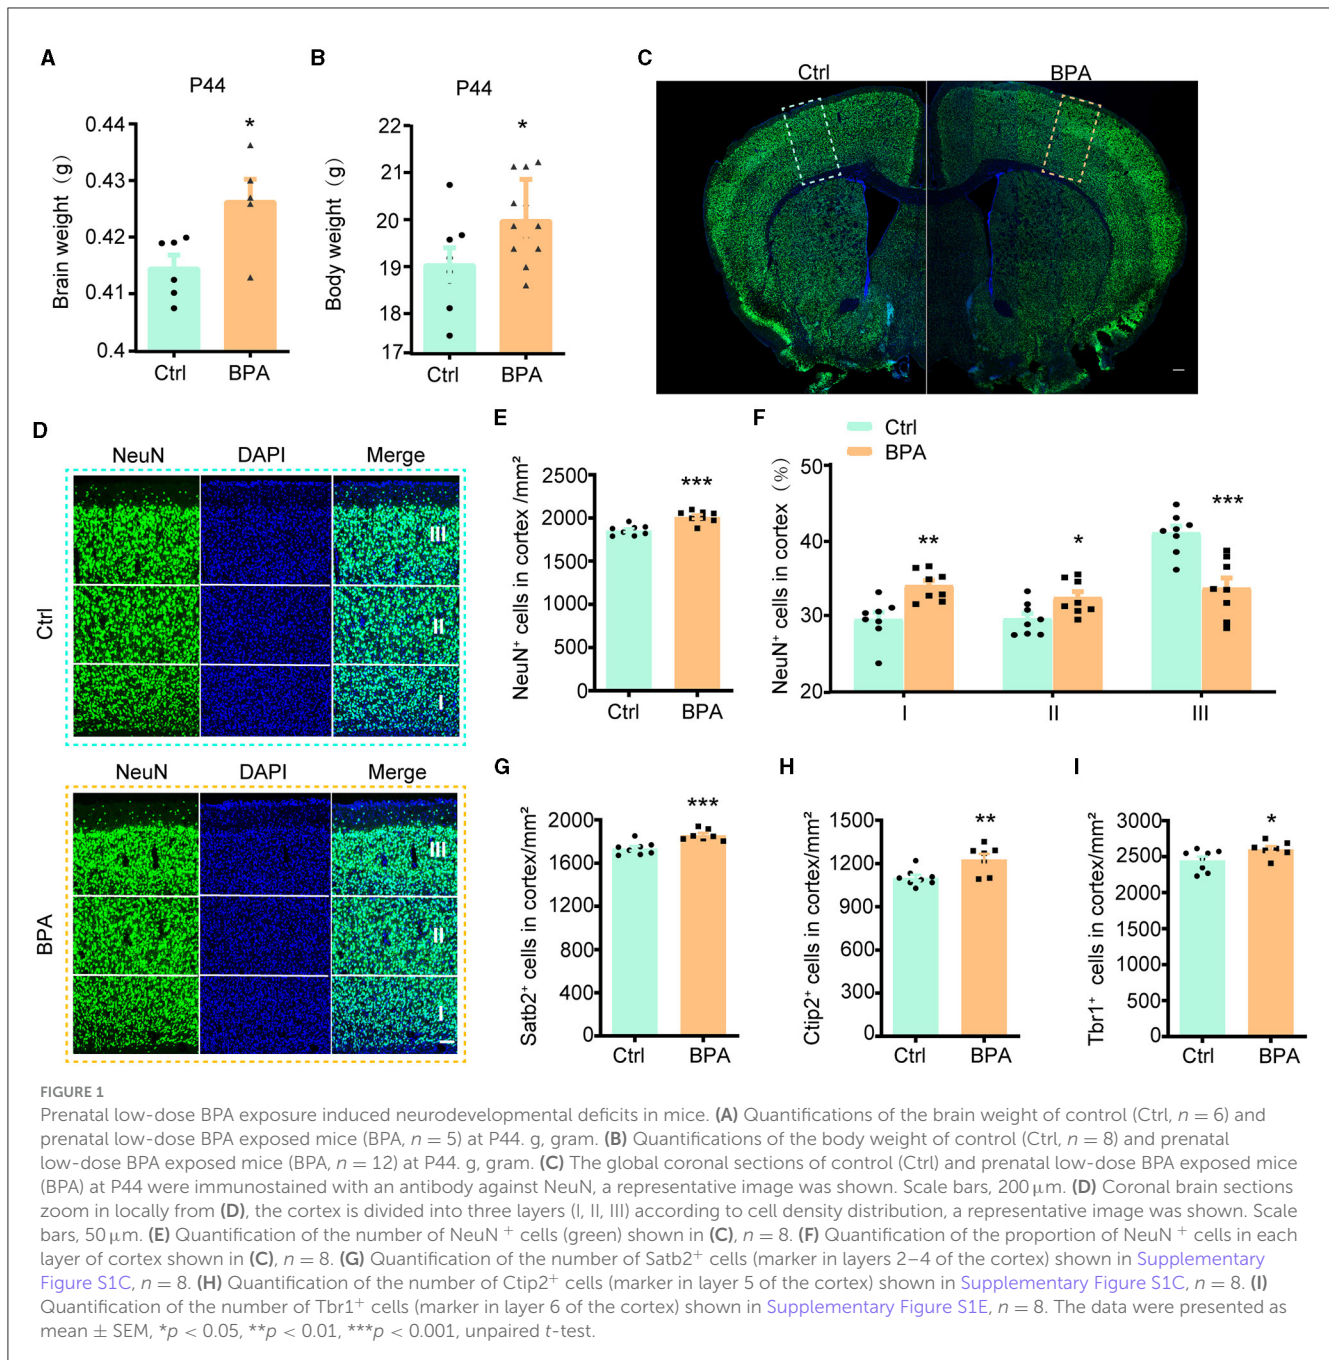 A
P44
Brain weight (g)
0.44
0.43
0.42
0.41
0.4
*
Ctrl
BPA
B
P44
Body weight (g)
22
21
20
19
18
17
*
Ctrl
BPA
C
Ctrl
BPA
D
NeuN
DAPI
Merge
Ctrl
III
II
I
NeuN
DAPI
Merge
BPA
III
II
I
E
NeuN⁺ cells in cortex /mm²
2500
2000
1500
1000
500
0
***
Ctrl
BPA
F
Ctrl
BPA
NeuN⁺ cells in cortex (%)
50
40
30
20
**
*
***
I
II
III
G
Satb2⁺ cells in cortex/mm²
2000
1600
1200
800
400
0
***
Ctrl
BPA
H
Ctip2⁺ cells in cortex/mm²
1500
1200
900
600
300
0
**
Ctrl
BPA
I
Tbr1⁺ cells in cortex/mm²
3000
2500
2000
1500
1000
500
0
*
Ctrl
BPA
FIGURE 1
Prenatal low-dose BPA exposure induced neurodevelopmental deficits in mice. (A) Quantifications of the brain weight of control (Ctrl, n = 6) and
prenatal low-dose BPA exposed mice (BPA, n = 5) at P44. g, gram. (B) Quantifications of the body weight of control (Ctrl, n = 8) and prenatal
low-dose BPA exposed mice (BPA, n = 12) at P44. g, gram. (C) The global coronal sections of control (Ctrl) and prenatal low-dose BPA exposed mice
(BPA) at P44 were immunostained with an antibody against NeuN, a representative image was shown. Scale bars, 200 μm. (D) Coronal brain sections
zoom in locally from (D), the cortex is divided into three layers (I, II, III) according to cell density distribution, a representative image was shown. Scale
bars, 50 μm. (E) Quantification of the number of NeuN⁺ cells (green) shown in (C), n = 8. (F) Quantification of the proportion of NeuN⁺ cells in each
layer of cortex shown in (C), n = 8. (G) Quantification of the number of Satb2⁺ cells (marker in layers 2–4 of the cortex) shown in Supplementary
Figure S1C, n = 8. (H) Quantification of the number of Ctip2⁺ cells (marker in layer 5 of the cortex) shown in Supplementary Figure S1C, n = 8. (I)
Quantification of the number of Tbr1⁺ cells (marker in layer 6 of the cortex) shown in Supplementary Figure S1E, n = 8. The data were presented as
mean ± SEM, *p < 0.05, **p < 0.01, ***p < 0.001, unpaired t-test.